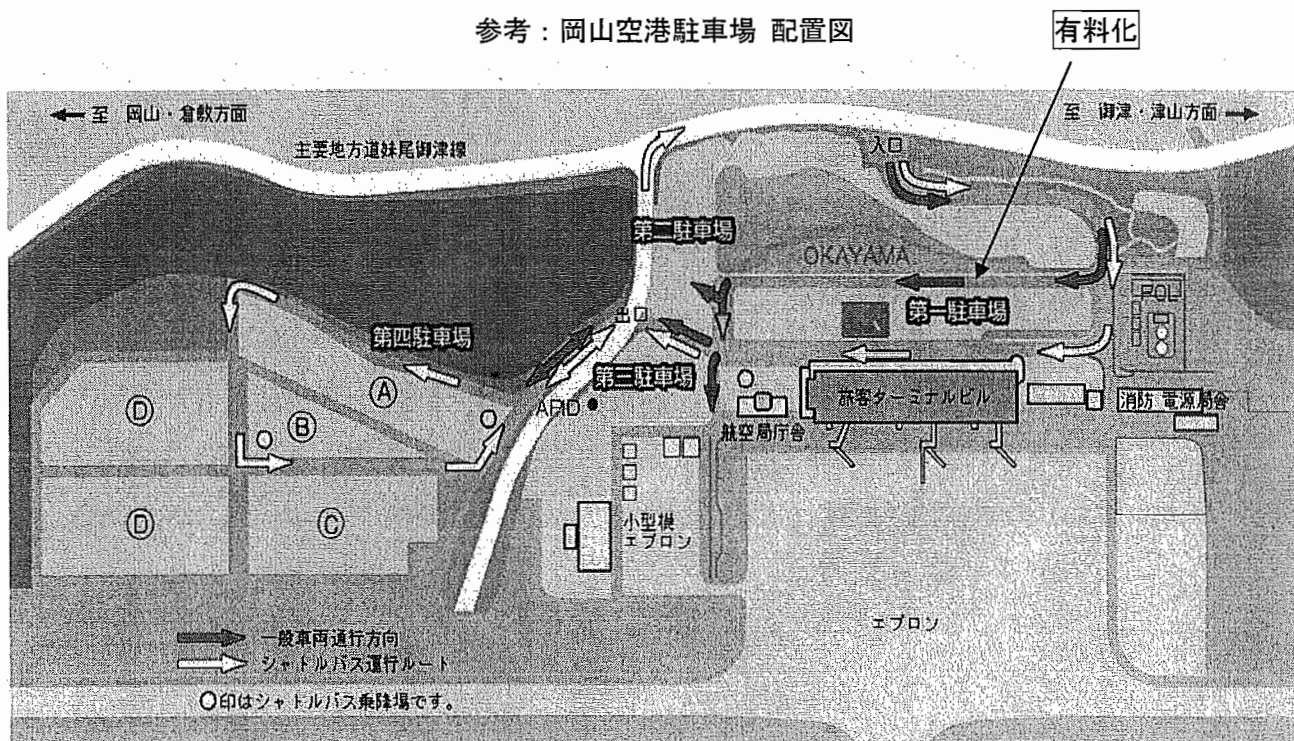 参考：岡山空港駐車場 配置図
有料化
至 岡山・倉敷方面
至 御津・津山方面
主要地方道妹尾御津線
入口
第二駐車場
OKAYAMA
POL
第一駐車場
出口
第四駐車場
第三駐車場
Ⓐ
Ⓓ
Ⓑ
ARID
旅客ターミナルビル
消防 電源局舎
航空局庁舎
Ⓓ
Ⓒ
小型機
エプロン
エプロン
一般車両通行方向
シャトルバス運行ルート
○印はシャトルバス乗降場です。